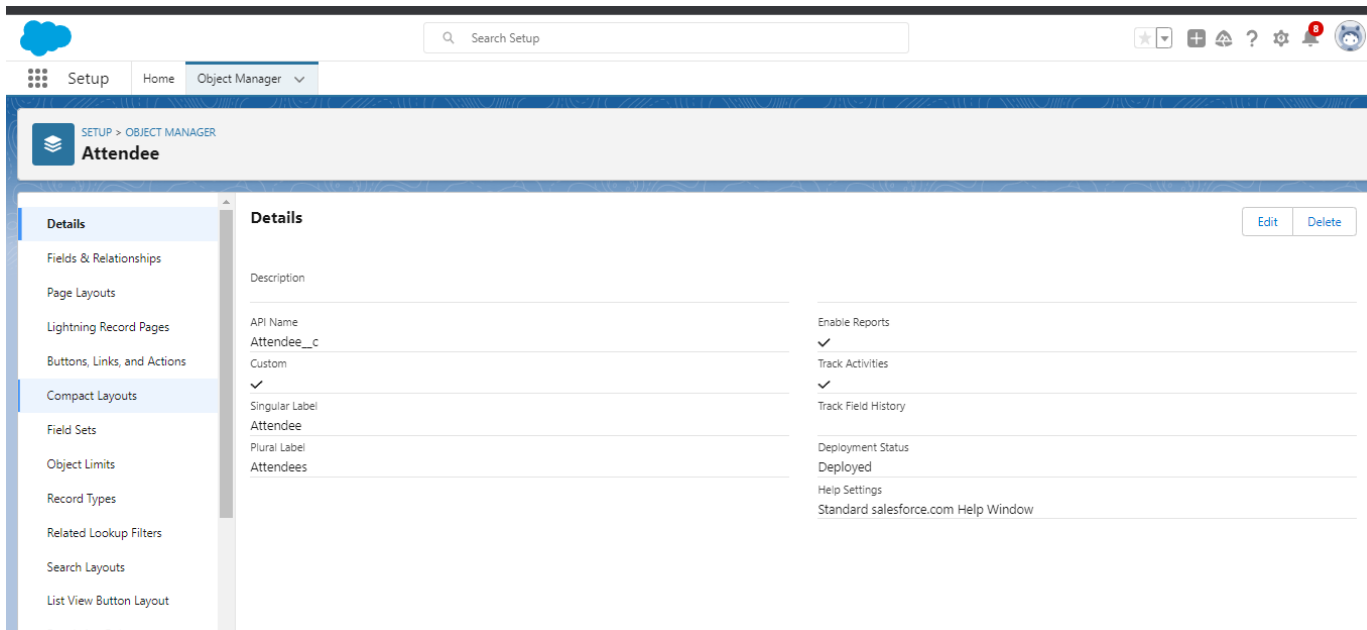 Search Setup
8
Setup
Home
Object Manager
SETUP > OBJECT MANAGER
Attendee
Details
Fields & Relationships
Page Layouts
Lightning Record Pages
Buttons, Links, and Actions
Compact Layouts
Field Sets
Object Limits
Record Types
Related Lookup Filters
Search Layouts
List View Button Layout
Details
Edit
Delete
Description
API Name
Attendee__c
Custom
Singular Label
Attendee
Plural Label
Attendees
Enable Reports
Track Activities
Track Field History
Deployment Status
Deployed
Help Settings
Standard salesforce.com Help Window